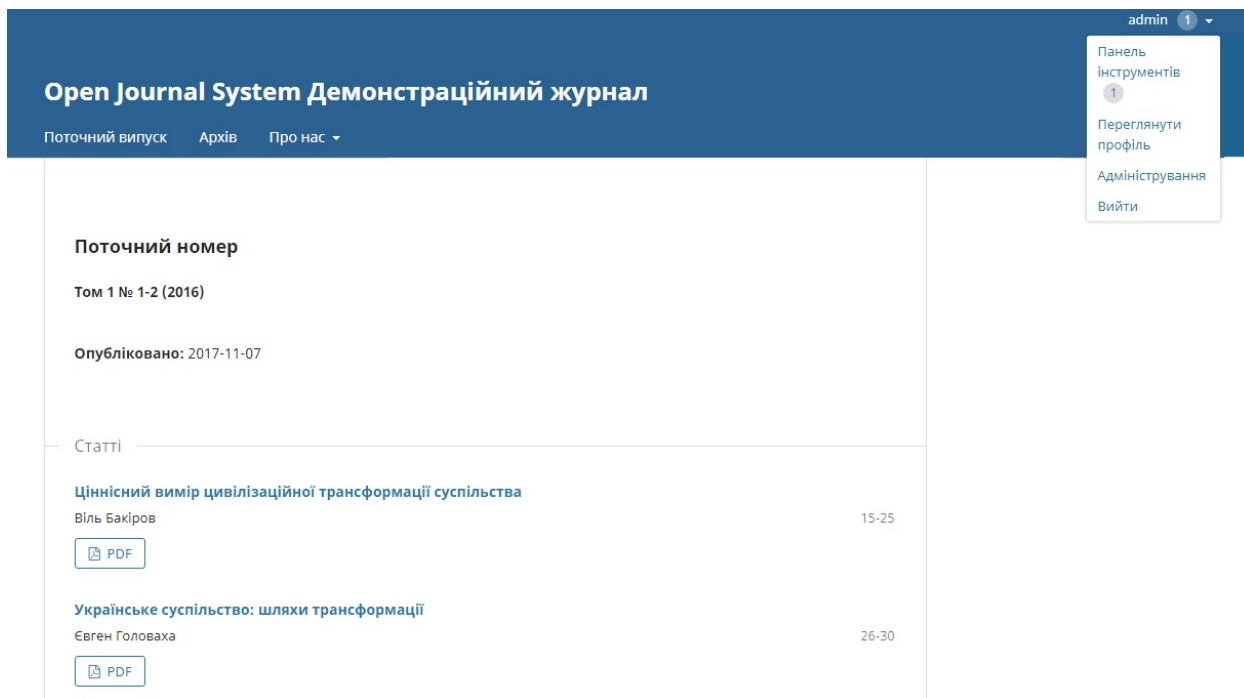 admin 1
Панель
інструментів
1
Переглянути
профіль
Адміністрування
Вийти
Open Journal System Демонстраційний журнал
Поточний випуск Архів Про нас
Поточний номер
Том 1 № 1-2 (2016)
Опубліковано: 2017-11-07
Статті
Ціннісний вимір цивілізаційної трансформації суспільства
Віль Бакіров 15-25
PDF
Українське суспільство: шляхи трансформації
Євген Головаха 26-30
PDF